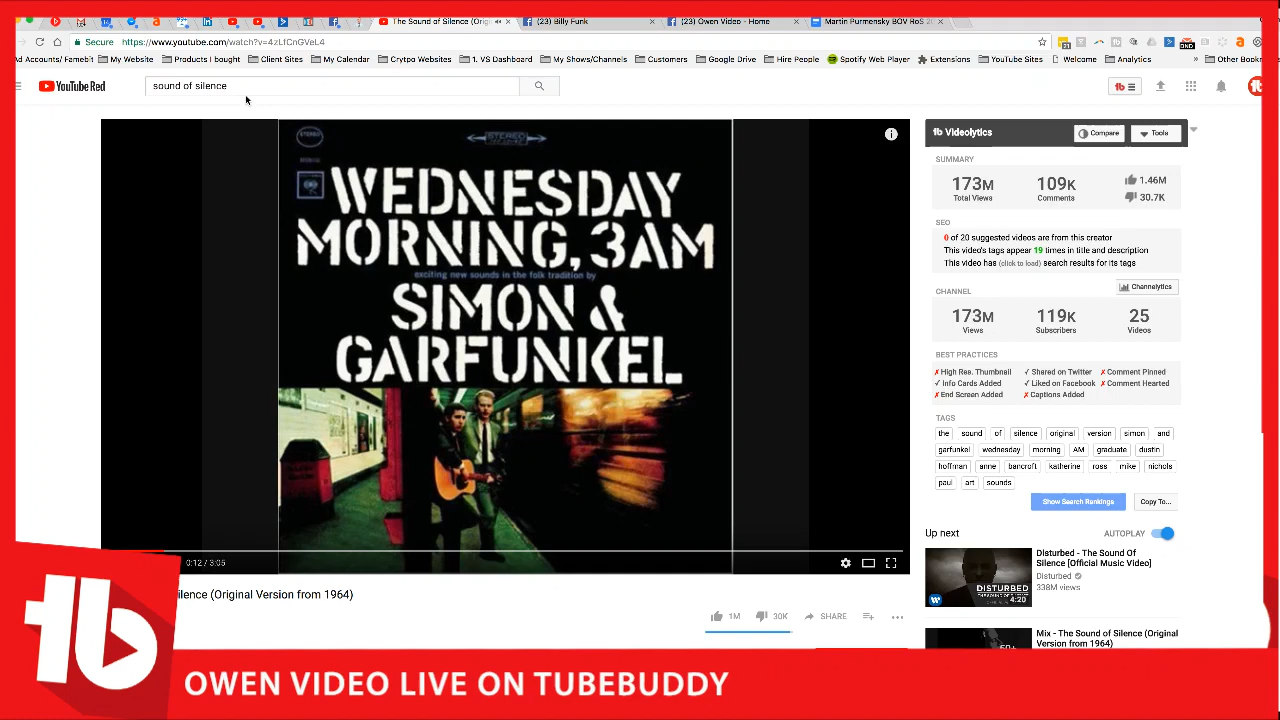 The Sound of Silence (Origi
(23) Billy Funk
(23) Owen Video - Home
Martin Purmensky BOV RoS 20
Secure https://www.youtube.com/watch?v=4zLfCnGVeL4
Ad Accounts/ Famebit My Website Products I bought Client Sites My Calendar Crytpo Websites 1. VS Dashboard My Shows/Channels Customers Google Drive Hire People Spotify Web Player Extensions YouTube Sites Welcome Analytics » Other Book
YouTube Red
sound of silence
STEREO
STEREO
WEDNESDAY
MORNING, 3AM
exciting new sounds in the folk tradition by
SIMON &
GARFUNKEL
0:12 / 3:05
ilence (Original Version from 1964)
1M 30K SHARE
Videolytics Compare Tools
SUMMARY
173M 109K 1.46M
Total Views Comments 30.7K
SEO
0 of 20 suggested videos are from this creator
This video's tags appear 19 times in title and description
This video has (click to load) search results for its tags
CHANNEL Channelytics
173M 119K 25
Views Subscribers Videos
BEST PRACTICES
✗ High Res. Thumbnail ✓ Shared on Twitter ✗ Comment Pinned
✓ Info Cards Added ✓ Liked on Facebook ✗ Comment Hearted
✗ End Screen Added ✗ Captions Added
TAGS
the sound of silence original version simon and
garfunkel wednesday morning AM graduate dustin
hoffman anne bancroft katherine ross mike nichols
paul art sounds
Show Search Rankings Copy To...
Up next AUTOPLAY
Disturbed - The Sound Of
Silence [Official Music Video]
Disturbed
338M views
DISTURBED
4:20
Mix - The Sound of Silence (Original
Version from 1964)
50+
tb
OWEN VIDEO LIVE ON TUBEBUDDY